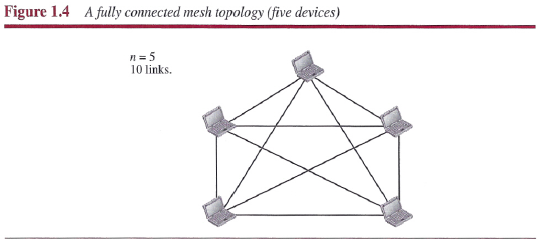 Figure 1.4 A fully connected mesh topology (five devices)
n = 5
10 links.